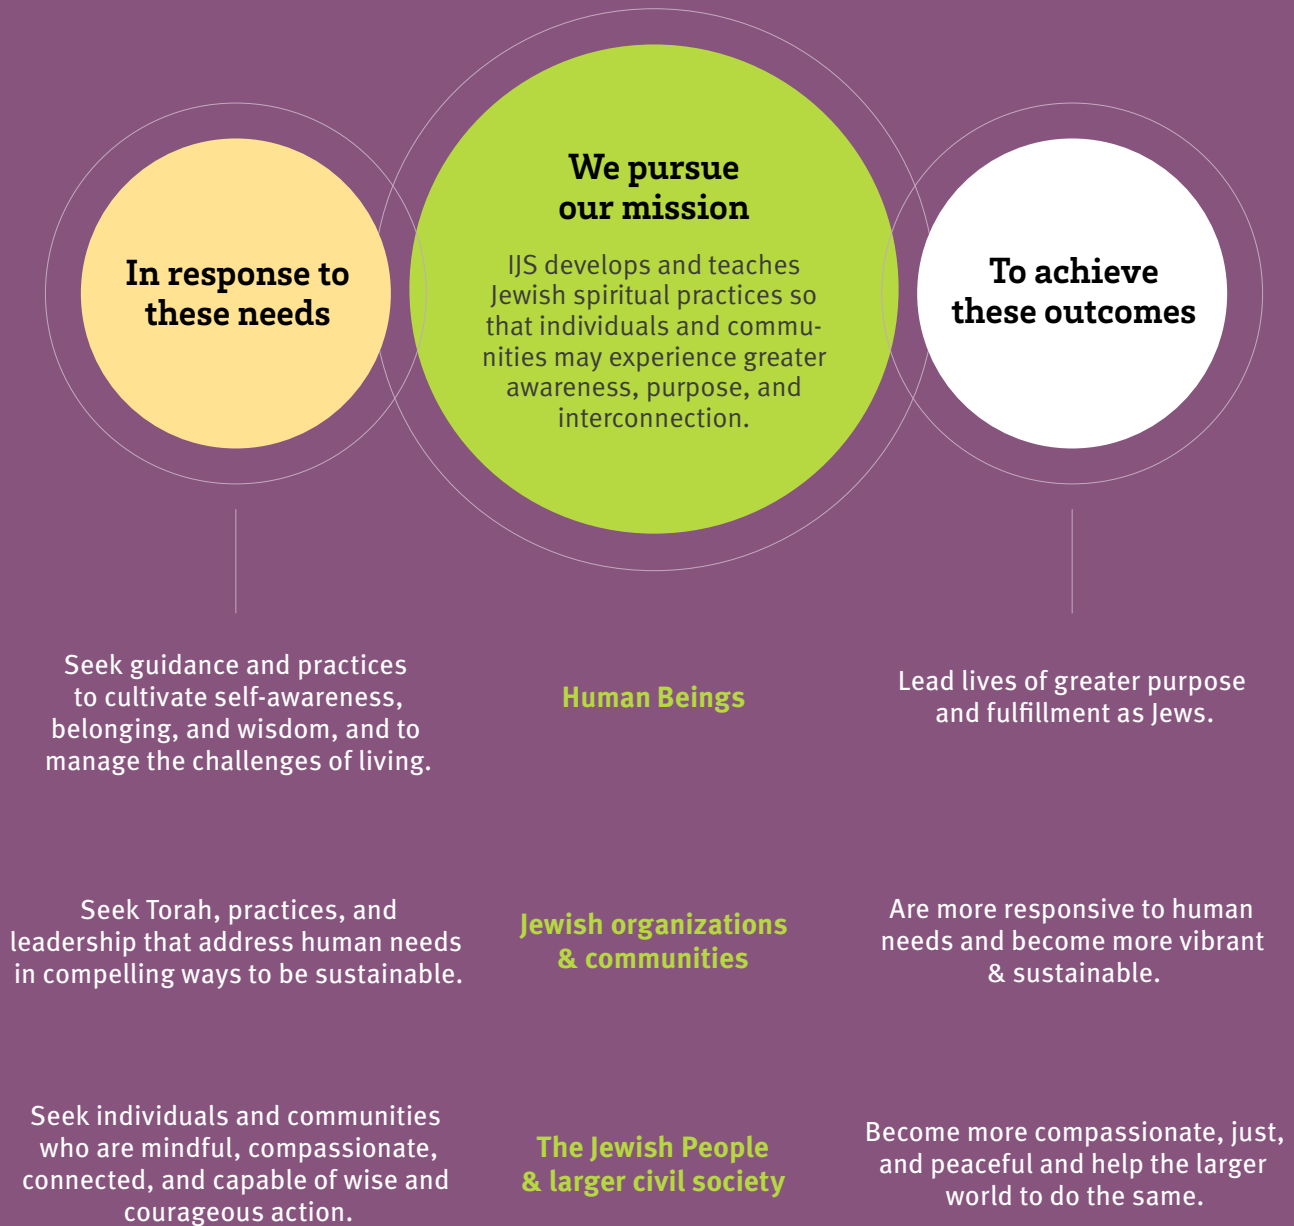 In response to
these needs
We pursue
our mission
IJS develops and teaches
Jewish spiritual practices so
that individuals and commu-
nities may experience greater
awareness, purpose, and
interconnection.
To achieve
these outcomes
Seek guidance and practices
to cultivate self-awareness,
belonging, and wisdom, and to
manage the challenges of living.
Human Beings
Lead lives of greater purpose
and fulfillment as Jews.
Seek Torah, practices, and
leadership that address human needs
in compelling ways to be sustainable.
Jewish organizations
& communities
Are more responsive to human
needs and become more vibrant
& sustainable.
Seek individuals and communities
who are mindful, compassionate,
connected, and capable of wise and
courageous action.
The Jewish People
& larger civil society
Become more compassionate, just,
and peaceful and help the larger
world to do the same.